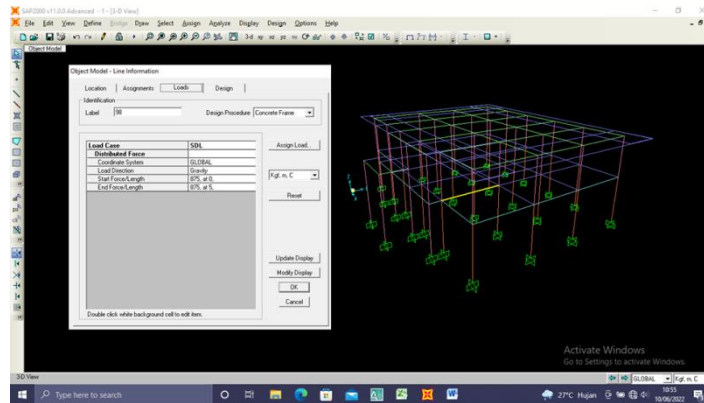 SAP2000 v11.0.0 Advanced - 1 - [3-D View]
File Edit View Define Bridge Draw Select Assign Analyze Display Design Options Help
3-d xy xz yz nv
Object Model
Object Model - Line Information
Location Assignments Loads Design
Identification
Label 98 Design Procedure Concrete Frame
Load Case SDL
Distributed Force
Coordinate System GLOBAL
Load Direction Gravity
Start Force/Length 875, at 0,
End Force/Length 875, at 5,
Assign Load...
Kgf, m, C
Reset
Update Display
Modify Display
OK
Cancel
Double click white background cell to edit item.
Activate Windows
Go to Settings to activate Windows.
3-D View GLOBAL Kgf, m, C
Type here to search
27°C Hujan
10:55
10/06/2022